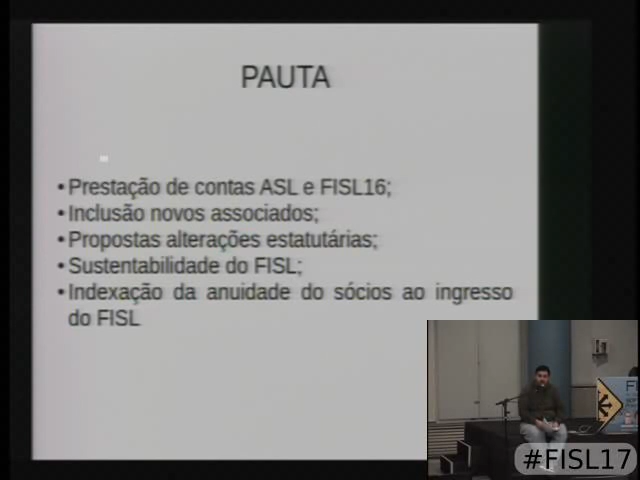 PAUTA
•Prestação de contas ASL e FISL16;
•Inclusão novos associados;
•Propostas alterações estatutárias;
•Sustentabilidade do FISL;
•Indexação da anuidade do sócios ao ingresso
do FISL
#FISL17